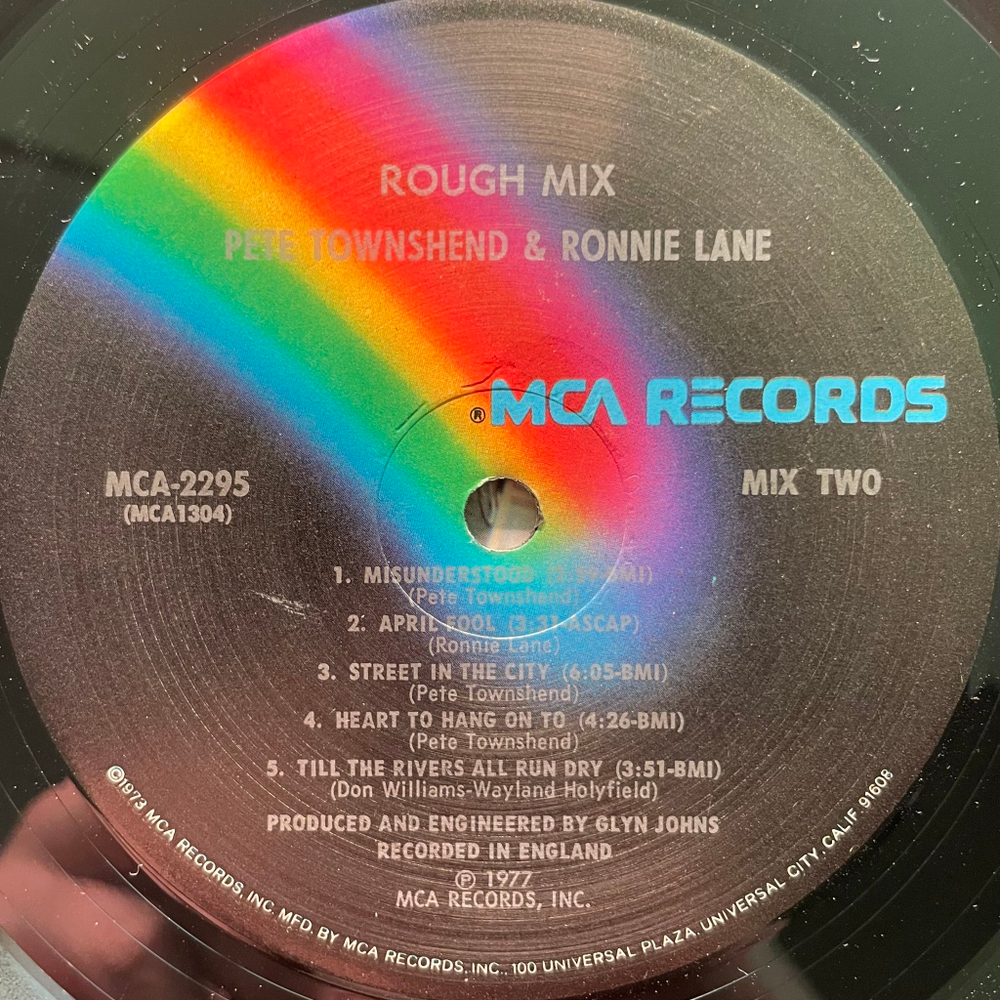 ROUGH MIX
PETE TOWNSHEND & RONNIE LANE
® MCA RECORDS
MCA-2295
(MCA1304)
MIX TWO
1. MISUNDERSTOOD BMI)
(Pete Townshend)
2. APRIL FOOL (3:31-ASCAP)
(Ronnie Lane)
3. STREET IN THE CITY (6:05-BMI)
(Pete Townshend)
4. HEART TO HANG ON TO (4:26-BMI)
(Pete Townshend)
5. TILL THE RIVERS ALL RUN DRY (3:51-BMI)
(Don Williams-Wayland Holyfield)
PRODUCED AND ENGINEERED BY GLYN JOHNS
RECORDED IN ENGLAND
℗ 1977
MCA RECORDS, INC.
©1973 MCA RECORDS, INC. MFD. BY MCA RECORDS, INC., 100 UNIVERSAL PLAZA, UNIVERSAL CITY, CALIF. 91608